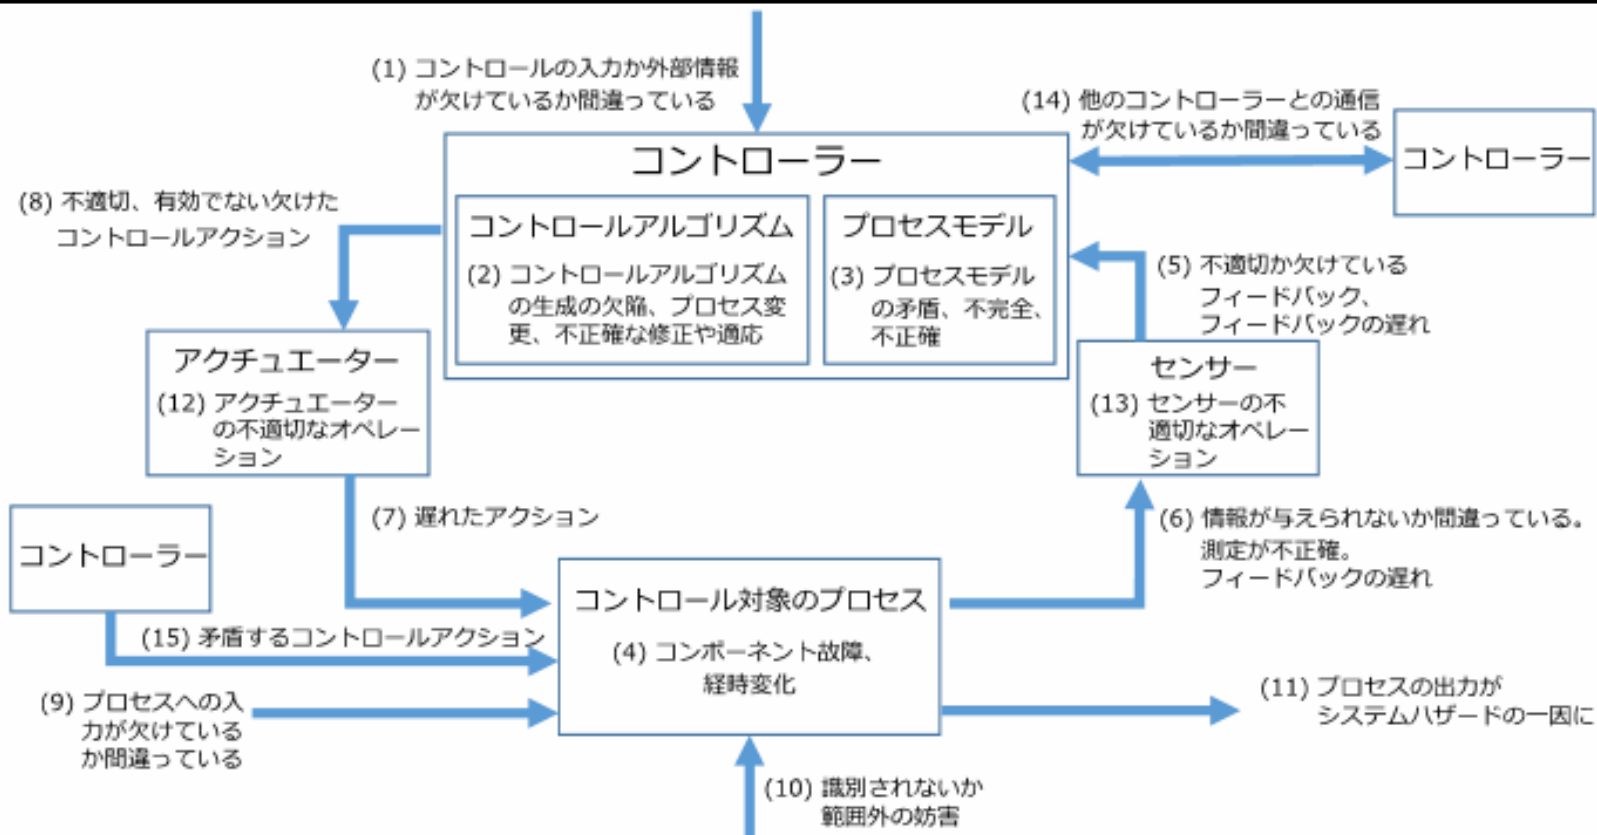 (1) コントロールの入力か外部情報
が欠けているか間違っている
(14) 他のコントローラーとの通信
が欠けているか間違っている
コントローラー
コントローラー
(8) 不適切、有効でない欠けた
コントロールアクション
コントロールアルゴリズム
(2) コントロールアルゴリズム
の生成の欠陥、プロセス変
更、不正確な修正や適応
プロセスモデル
(3) プロセスモデル
の矛盾、不完全、
不正確
(5) 不適切か欠けている
フィードバック、
フィードバックの遅れ
アクチュエーター
(12) アクチュエーター
の不適切なオペレー
ション
センサー
(13) センサーの不
適切なオペレー
ション
(7) 遅れたアクション
(6) 情報が与えられないか間違っている。
測定が不正確。
フィードバックの遅れ
コントローラー
コントロール対象のプロセス
(4) コンポーネント故障、
経時変化
(15) 矛盾するコントロールアクション
(9) プロセスへの入
力が欠けている
か間違っている
(11) プロセスの出力が
システムハザードの一因に
(10) 識別されないか
範囲外の妨害